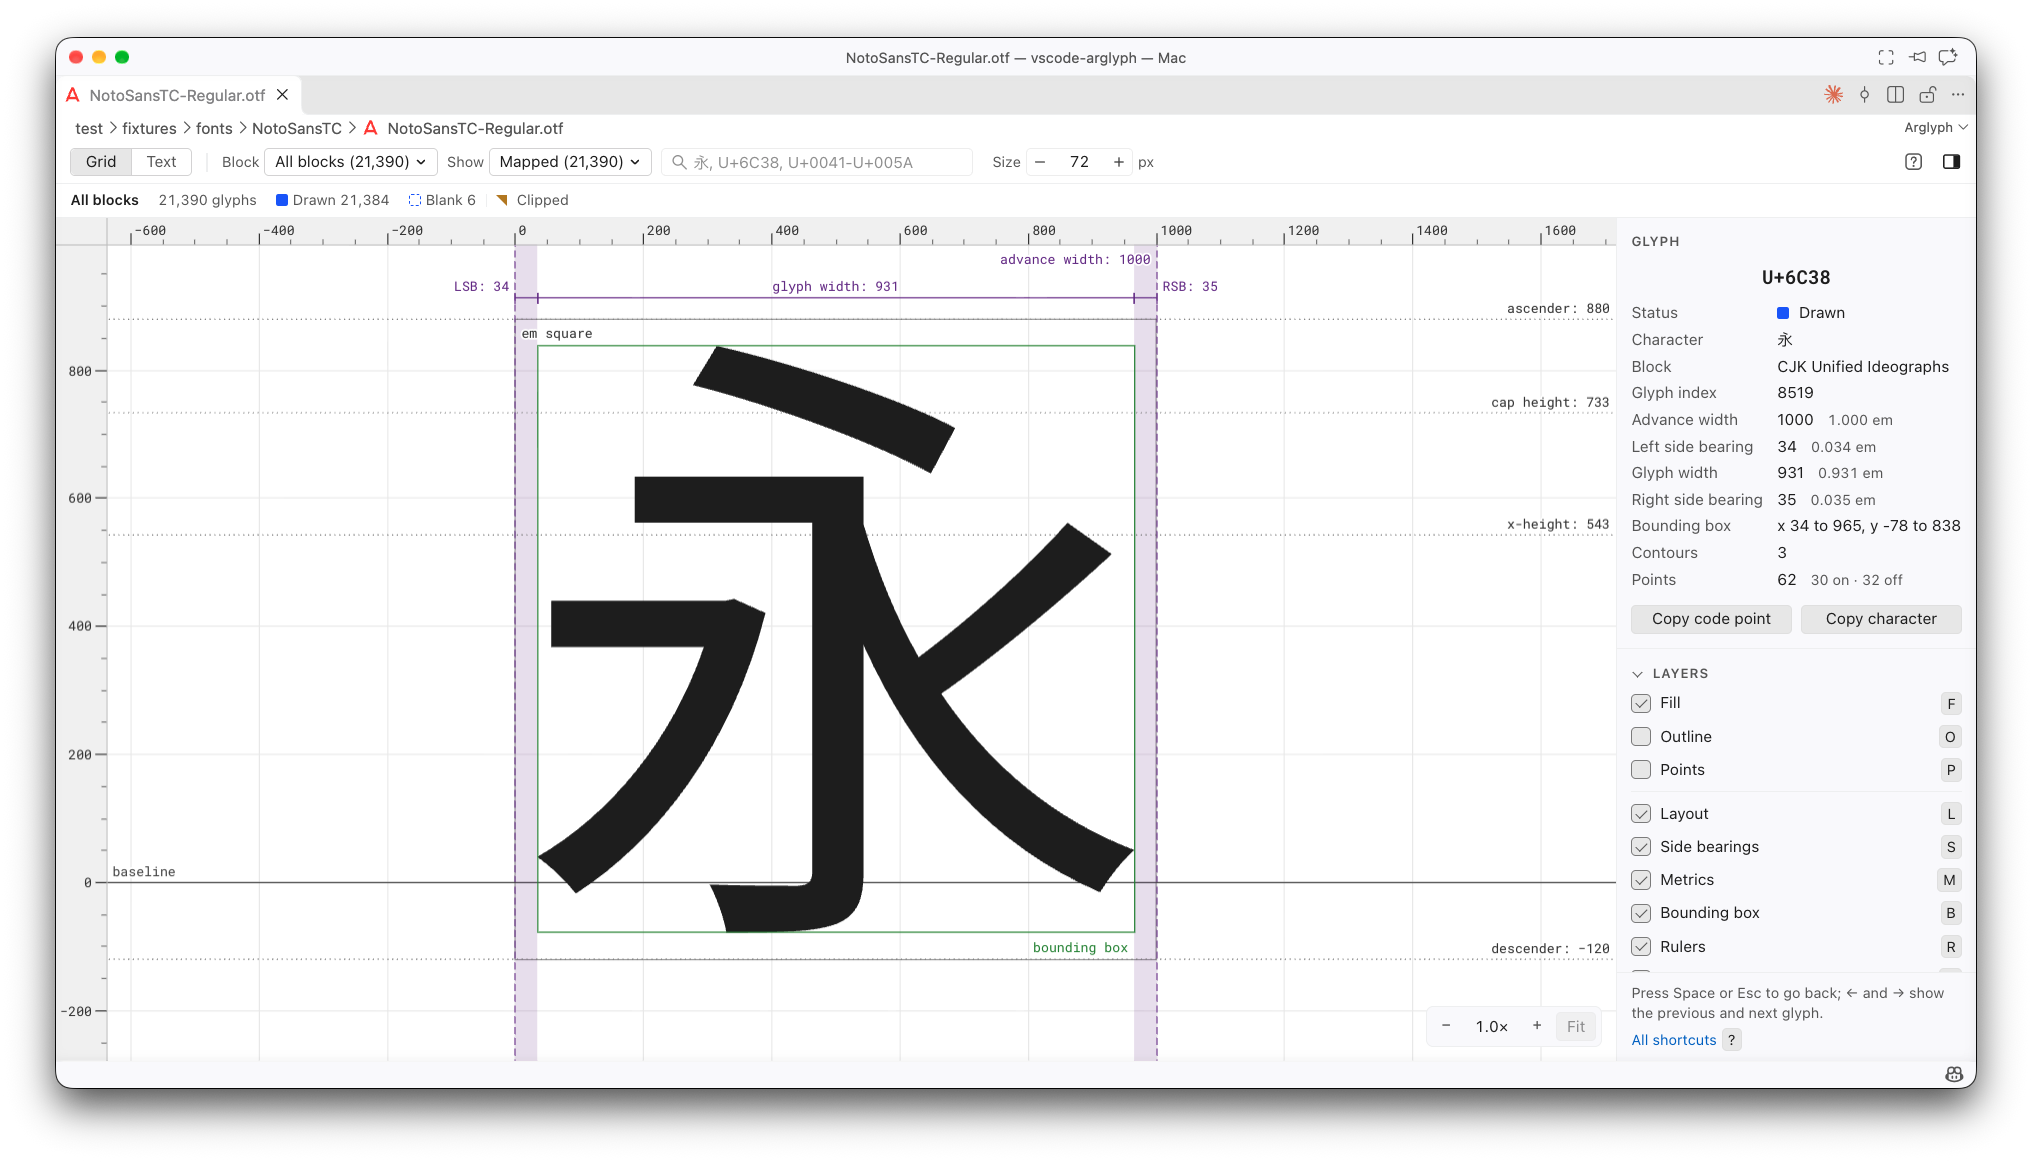 NotoSansTC-Regular.otf — vscode-arglyph — Mac
NotoSansTC-Regular.otf
test > fixtures > fonts > NotoSansTC > NotoSansTC-Regular.otf
Arglyph
Grid Text Block All blocks (21,390) Show Mapped (21,390) 永, U+6C38, U+0041-U+005A Size − 72 + px
All blocks 21,390 glyphs Drawn 21,384 Blank 6 Clipped
-600 -400 -200 0 200 400 600 800 1000 1200 1400 1600
advance width: 1000
LSB: 34 glyph width: 931 RSB: 35
ascender: 880
em square
800
cap height: 733
600
x-height: 543
400
200
baseline
0
bounding box
descender: -120
-200
永
− 1.0× + Fit
GLYPH
U+6C38
Status Drawn
Character 永
Block CJK Unified Ideographs
Glyph index 8519
Advance width 1000 1.000 em
Left side bearing 34 0.034 em
Glyph width 931 0.931 em
Right side bearing 35 0.035 em
Bounding box x 34 to 965, y -78 to 838
Contours 3
Points 62 30 on · 32 off
Copy code point Copy character
LAYERS
Fill F
Outline O
Points P
Layout L
Side bearings S
Metrics M
Bounding box B
Rulers R
Press Space or Esc to go back; ← and → show
the previous and next glyph.
All shortcuts ?